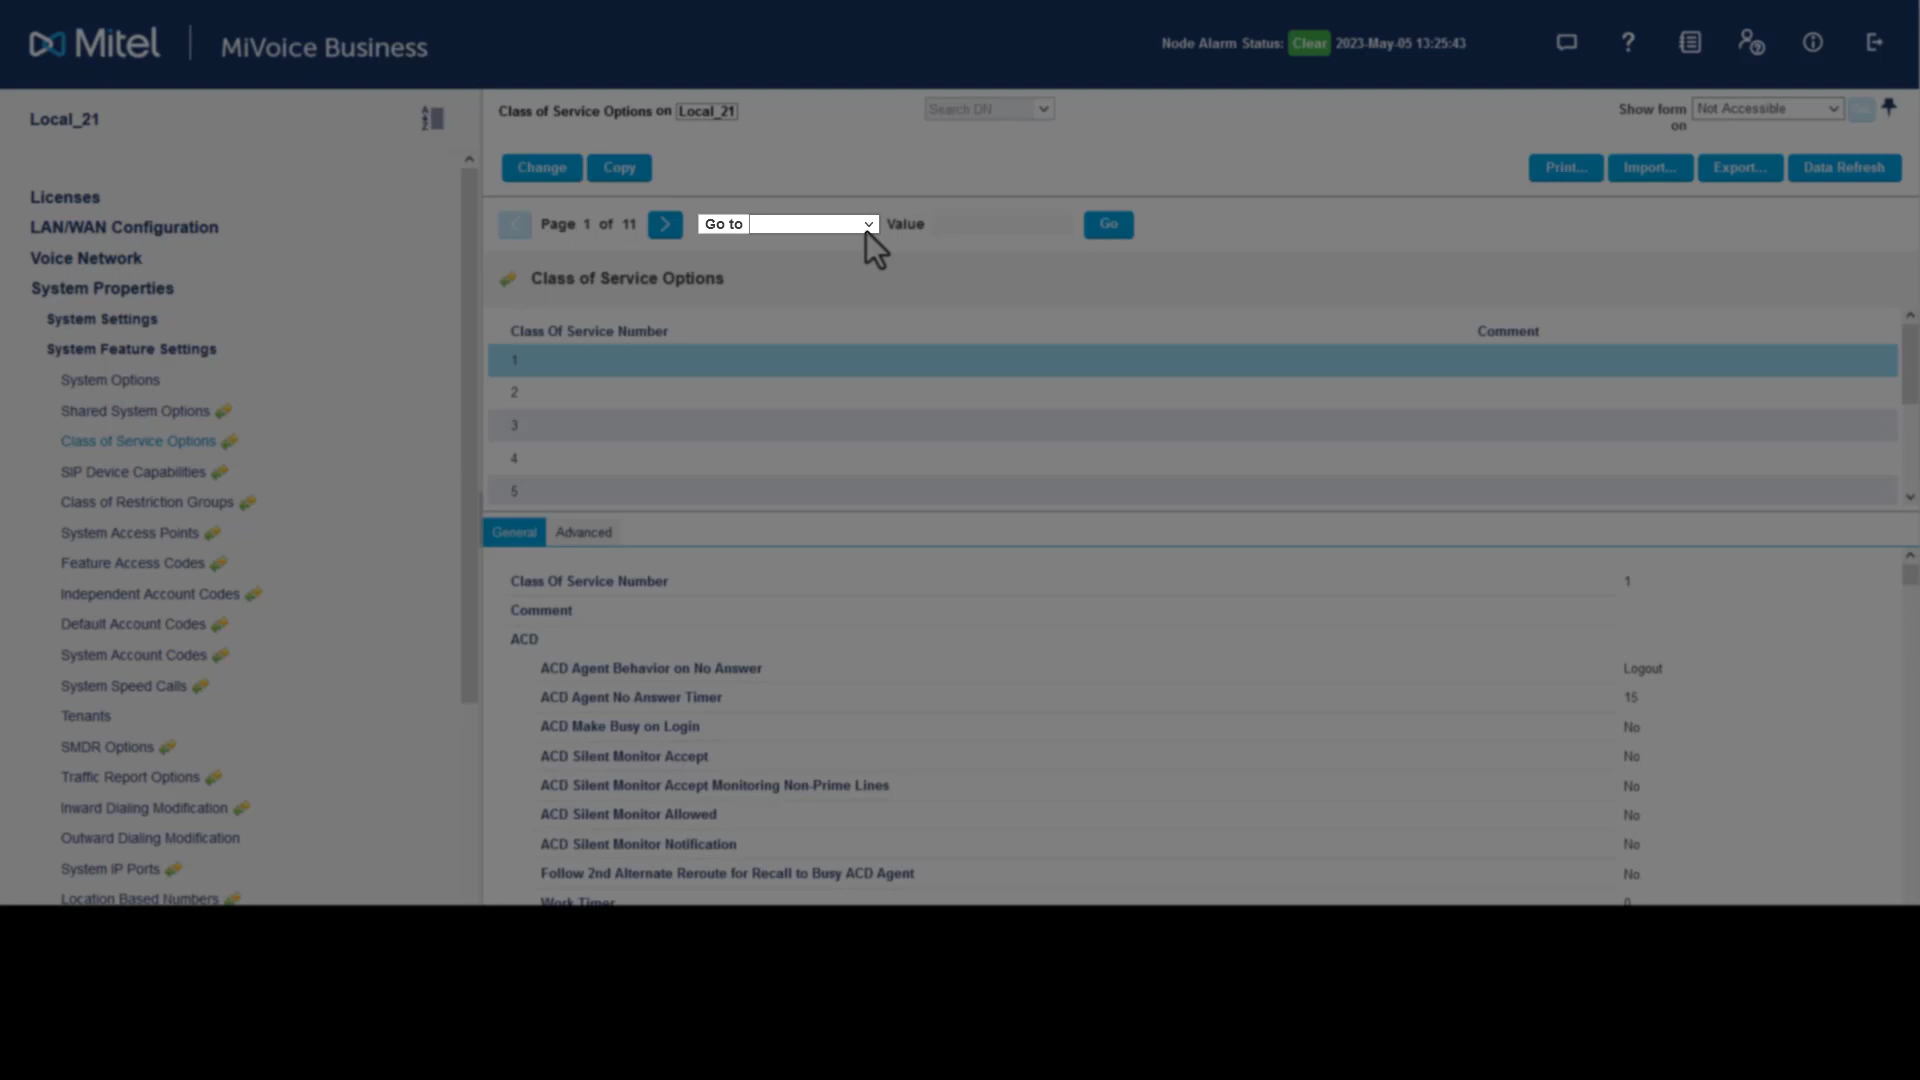 Mitel | MiVoice Business
Node Alarm Status: Clear 2023-May-05 13:25:43
Local_21
A
Z
Licenses
LAN/WAN Configuration
Voice Network
System Properties
System Settings
System Feature Settings
System Options
Shared System Options
Class of Service Options
SIP Device Capabilities
Class of Restriction Groups
System Access Points
Feature Access Codes
Independent Account Codes
Default Account Codes
System Account Codes
System Speed Calls
Tenants
SMDR Options
Traffic Report Options
Inward Dialing Modification
Outward Dialing Modification
System IP Ports
Location Based Numbers
Class of Service Options on Local_21
Search DN
Show form on Not Accessible
Change Copy
Print... Import... Export... Data Refresh
Page 1 of 11 > Go to Value Go
Class of Service Options
Class Of Service Number Comment
1
2
3
4
5
General Advanced
Class Of Service Number 1
Comment
ACD
ACD Agent Behavior on No Answer Logout
ACD Agent No Answer Timer 15
ACD Make Busy on Login No
ACD Silent Monitor Accept No
ACD Silent Monitor Accept Monitoring Non-Prime Lines No
ACD Silent Monitor Allowed No
ACD Silent Monitor Notification No
Follow 2nd Alternate Reroute for Recall to Busy ACD Agent No
Work Timer 0